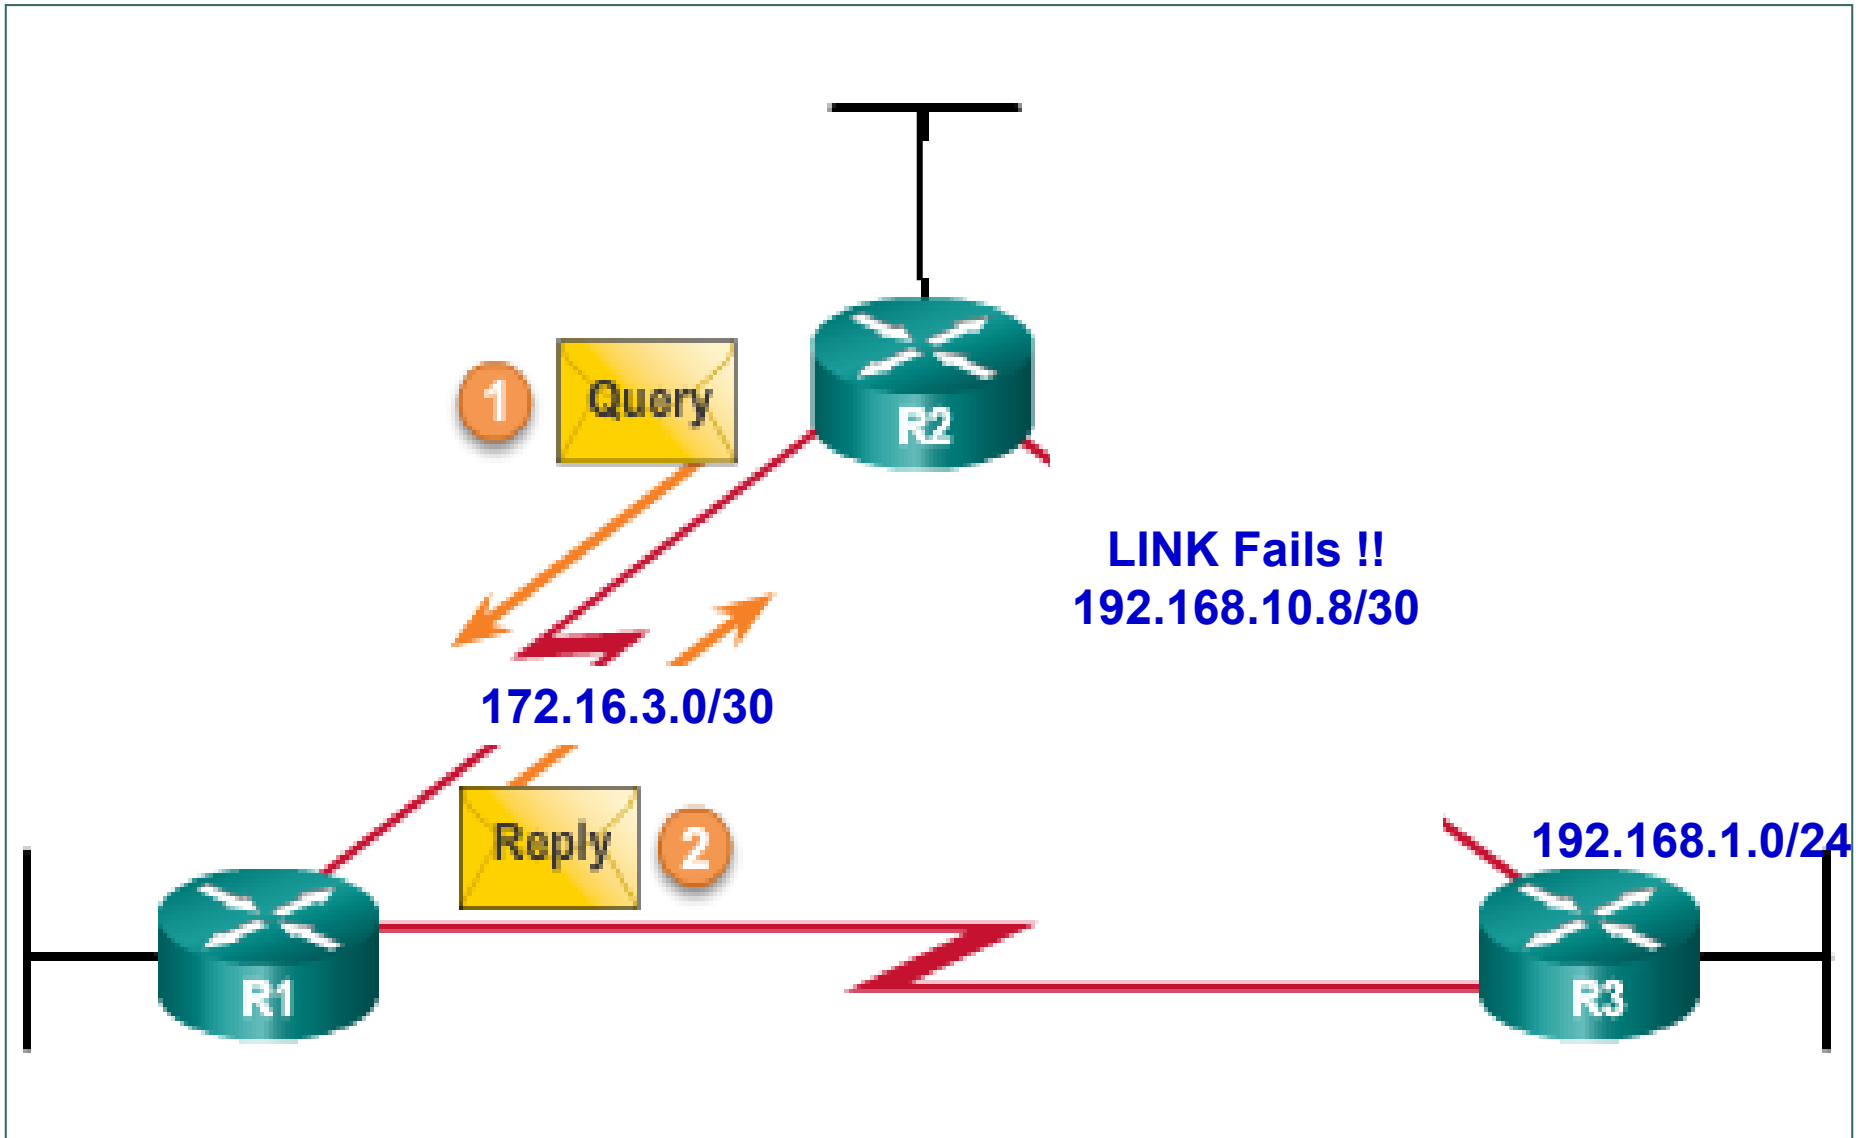 1
Query
R2
LINK Fails !!
192.168.10.8/30
172.16.3.0/30
Reply
2
192.168.1.0/24
R1
R3